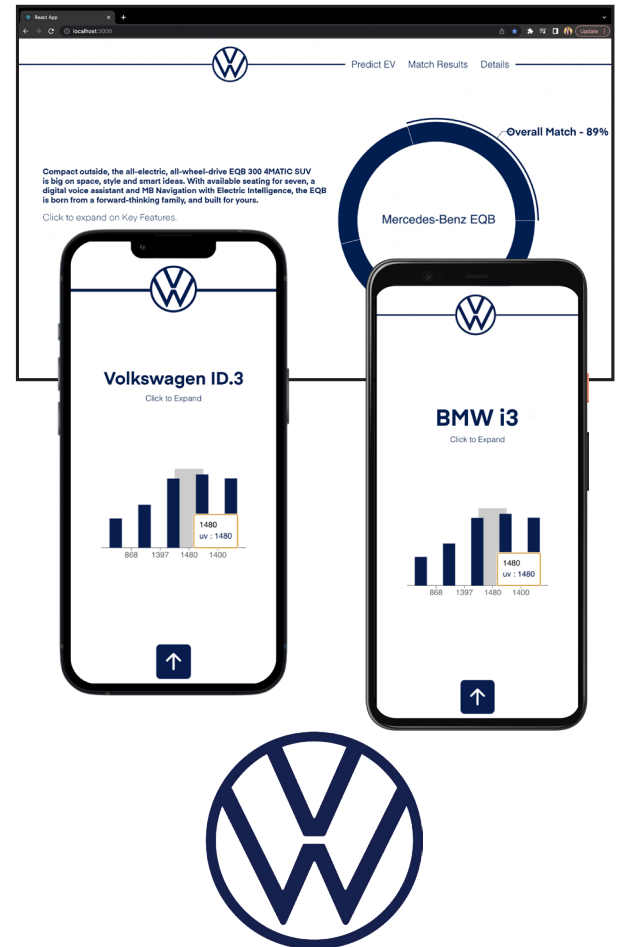 React App
localhost:3000
Update
Predict EV Match Results Details
Overall Match - 89%
Compact outside, the all-electric, all-wheel-drive EQB 300 4MATIC SUV
is big on space, style and smart ideas. With available seating for seven, a
digital voice assistant and MB Navigation with Electric Intelligence, the EQB
is born from a forward-thinking family, and built for yours.
Click to expand on Key Features.
Mercedes-Benz EQB
Volkswagen ID.3
Click to Expand
1480
uv : 1480
868 1397 1480 1400
BMW i3
Click to Expand
1480
uv : 1480
868 1397 1480 1400